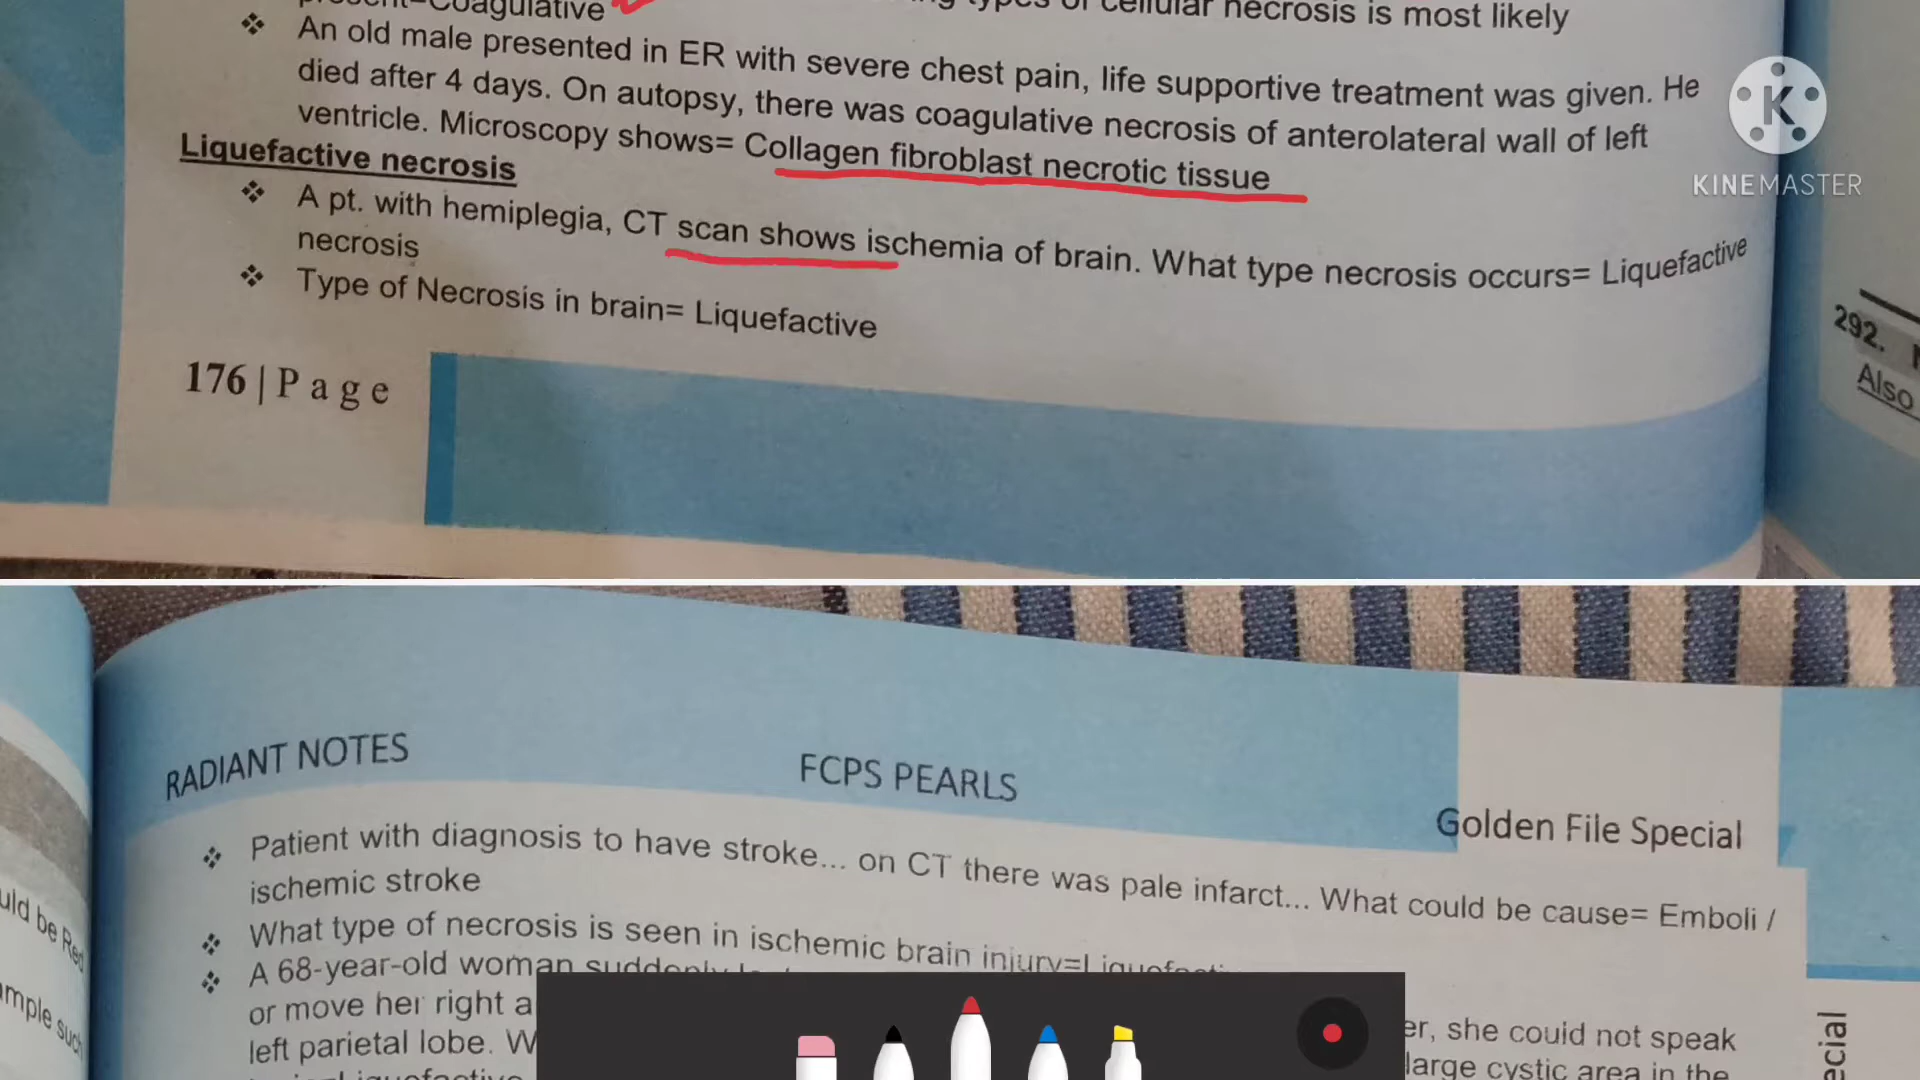 Coagulative
types of cellular necrosis is most likely
❖ An old male presented in ER with severe chest pain, life supportive treatment was given. He
died after 4 days. On autopsy, there was coagulative necrosis of anterolateral wall of left
ventricle. Microscopy shows= Collagen fibroblast necrotic tissue
Liquefactive necrosis
❖ A pt. with hemiplegia, CT scan shows ischemia of brain. What type necrosis occurs= Liquefactive
necrosis
❖ Type of Necrosis in brain= Liquefactive
176 | P a g e
K
KINEMASTER
292.
Also
RADIANT NOTES
FCPS PEARLS
Golden File Special
❖ Patient with diagnosis to have stroke... on CT there was pale infarct... What could be cause= Emboli /
ischemic stroke
❖ What type of necrosis is seen in ischemic brain injury=
❖ A 68-year-old woman suddenly
or move her right a
er, she could not speak
left parietal lobe. W
large cystic area in the
uld be Red
mple such
ecial